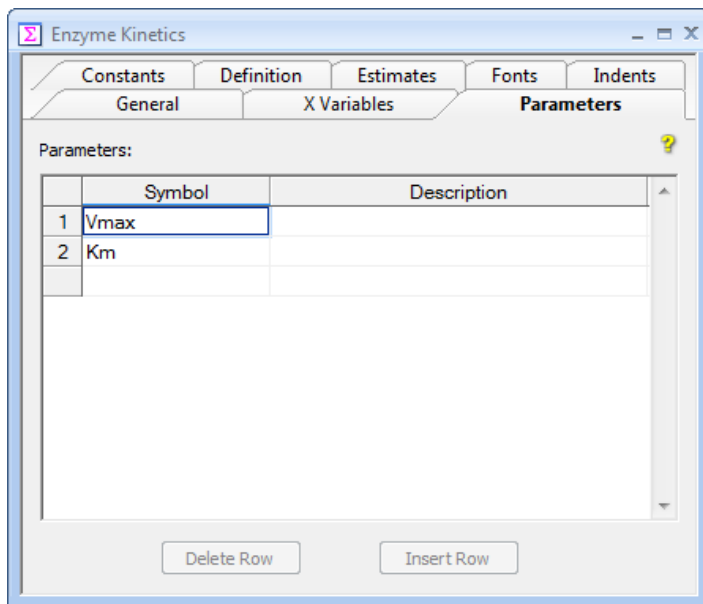 Σ Enzyme Kinetics
Constants Definition Estimates Fonts Indents
General X Variables Parameters
Parameters: ?
Symbol Description
1 Vmax
2 Km
Delete Row Insert Row